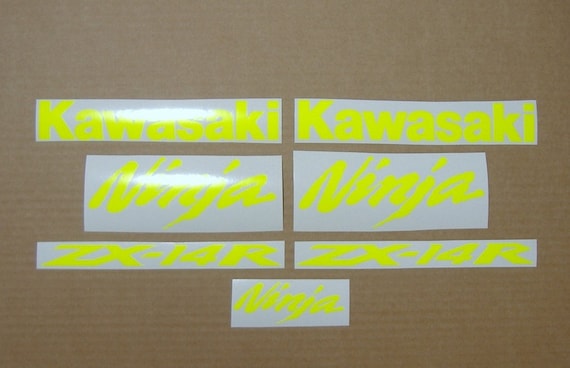 Kawasaki Kawasaki
Ninja Ninja
ZX-14R ZX-14R
Ninja